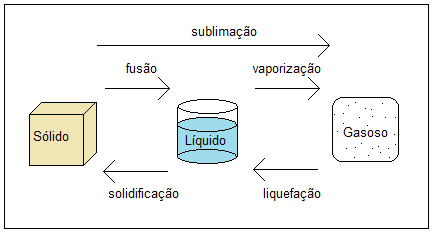 sublimação
fusão
vaporização
Sólido
Líquido
Gasoso
solidificação
liquefação